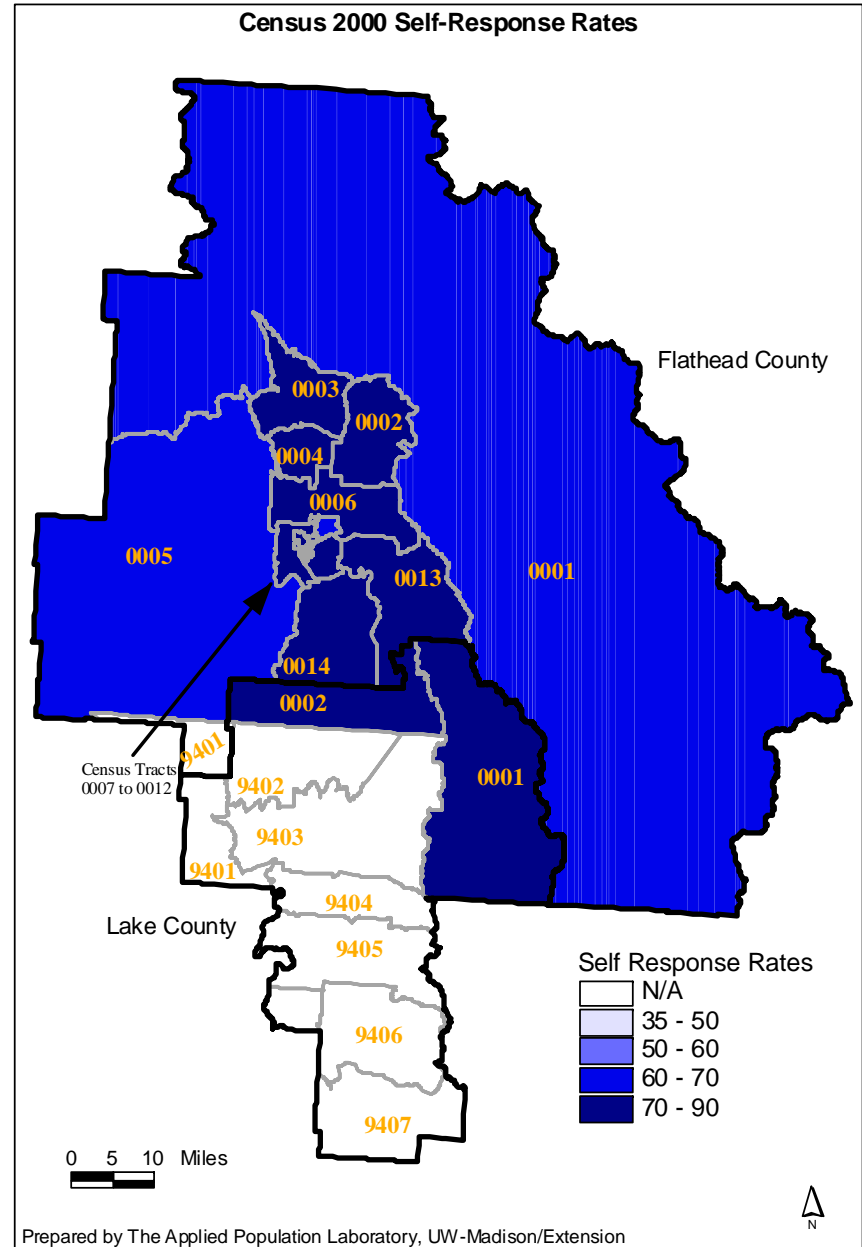 Census 2000 Self-Response Rates
Flathead County
0003
0002
0004
0006
0005
0013
0001
0014
0002
9401
Census Tracts
0007 to 0012
9402
0001
9403
9401
9404
Lake County
9405
Self Response Rates
N/A
35 - 50
50 - 60
60 - 70
70 - 90
9406
9407
0 5 10 Miles
N
Prepared by The Applied Population Laboratory, UW-Madison/Extension